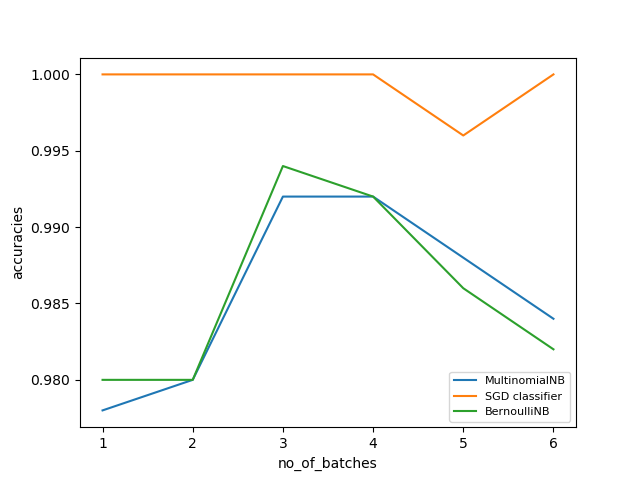 1.000
0.995
0.990
0.985
0.980
accuracies
1
2
3
4
5
6
no_of_batches
MultinomialNB
SGD classifier
BernoulliNB